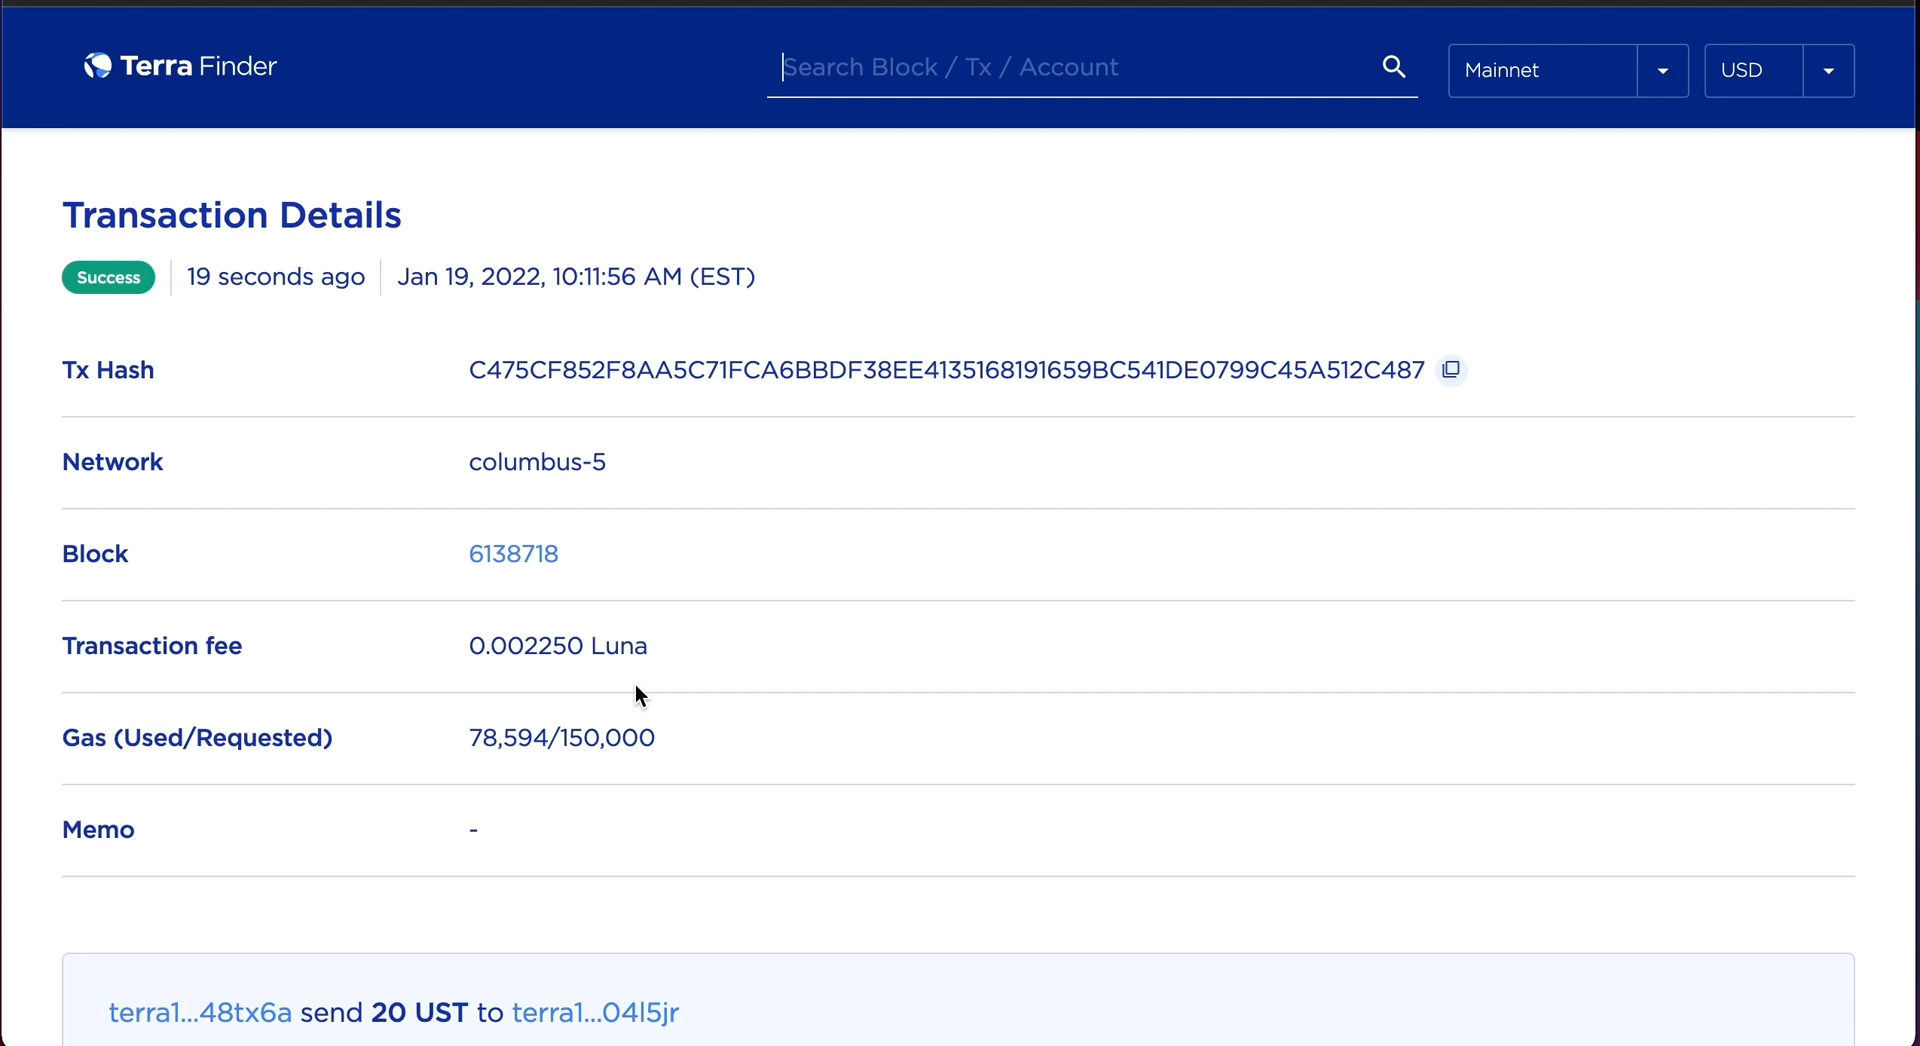 Terra Finder
Search Block / Tx / Account
Mainnet
USD
Transaction Details
Success
19 seconds ago
Jan 19, 2022, 10:11:56 AM (EST)
Tx Hash
C475CF852F8AA5C71FCA6BBDF38EE4135168191659BC541DE0799C45A512C487
Network
columbus-5
Block
6138718
Transaction fee
0.002250 Luna
Gas (Used/Requested)
78,594/150,000
Memo
-
terra1...48tx6a send 20 UST to terra1...04l5jr